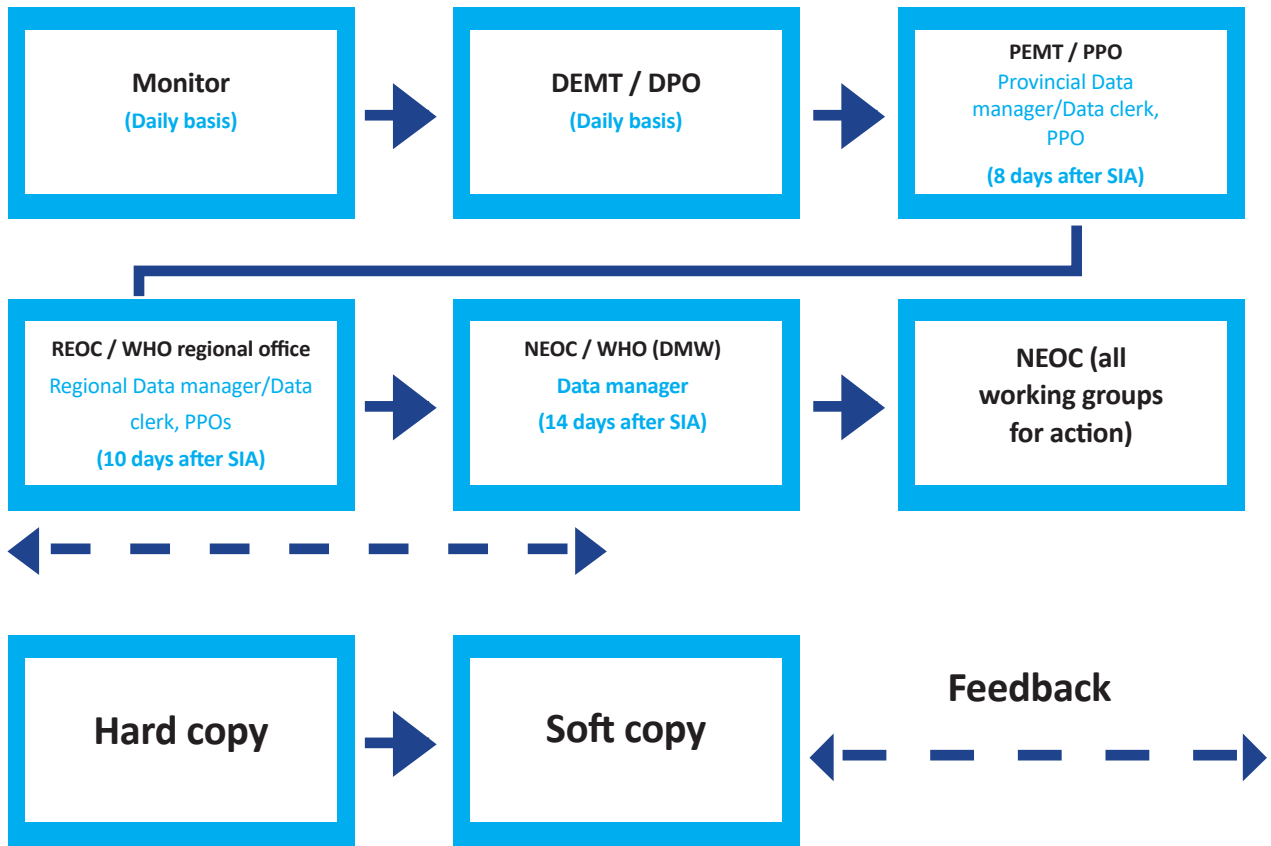 Monitor
(Daily basis)
DEMT / DPO
(Daily basis)
PEMT / PPO
Provincial Data
manager/Data clerk,
PPO
(8 days after SIA)
REOC / WHO regional office
Regional Data manager/Data
clerk, PPOs
(10 days after SIA)
NEOC / WHO (DMW)
Data manager
(14 days after SIA)
NEOC (all
working groups
for action)
Hard copy
Soft copy
Feedback